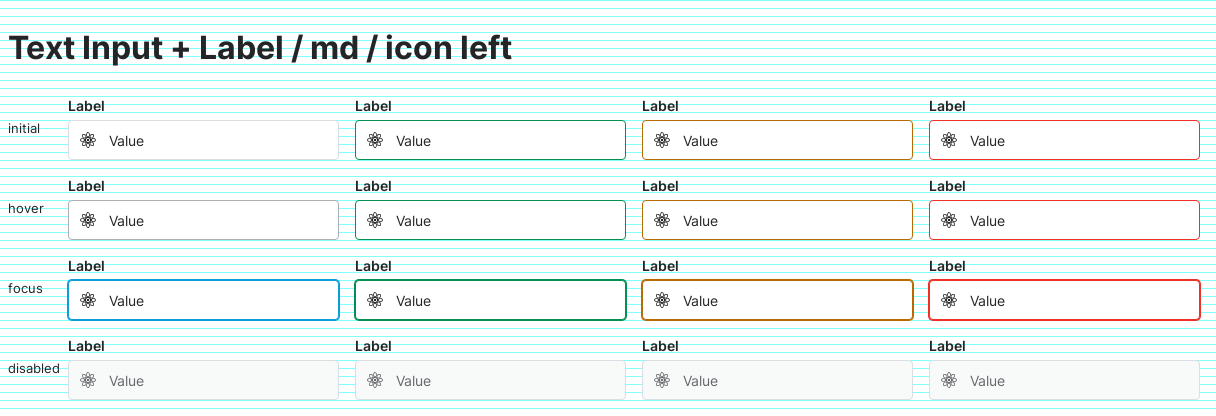 Text Input + Label / md / icon left
Label Label Label Label
initial Value Value Value Value
Label Label Label Label
hover Value Value Value Value
Label Label Label Label
focus Value Value Value Value
Label Label Label Label
disabled Value Value Value Value